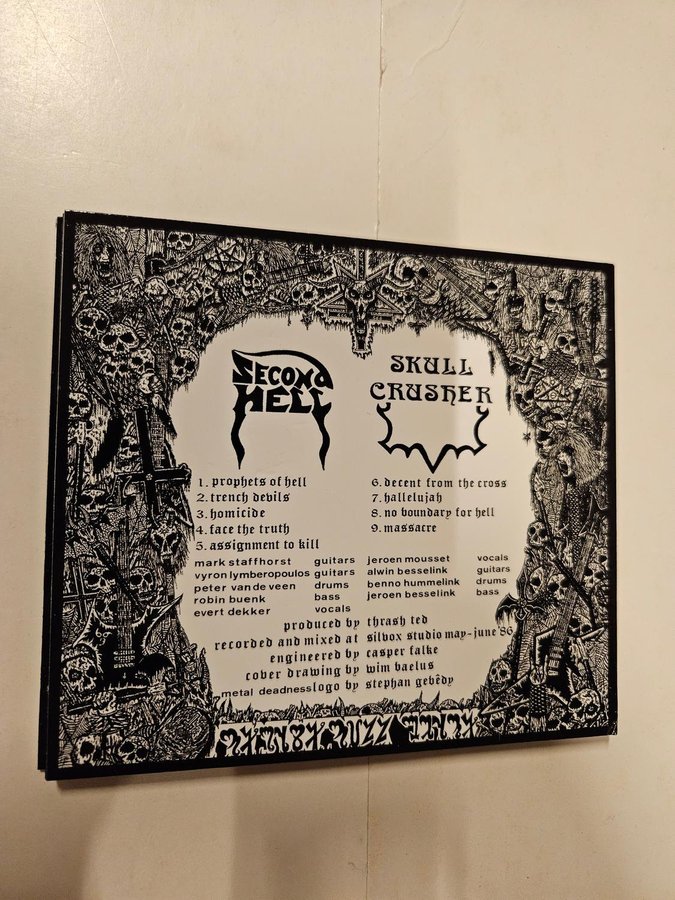 SECOND
HELL
1. prophets of hell
2. trench devils
3. homicide
4. face the truth
5. assignment to kill
SKULL
CRUSHER
6. decent from the cross
7. hallelujah
8. no boundary for hell
9. massacre
mark staffhorst guitars
vyron lymberopoulos guitars
peter van de veen drums
robin buenk bass
evert dekker vocals
jeroen mousset vocals
alwin besselink guitars
benno hummelink drums
jeroen besselink bass
produced by thrash ted
recorded and mixed at silvox studio may-june'86
engineered by casper falke
cover drawing by wim baelus
metal deadness logo by stephan gebédy